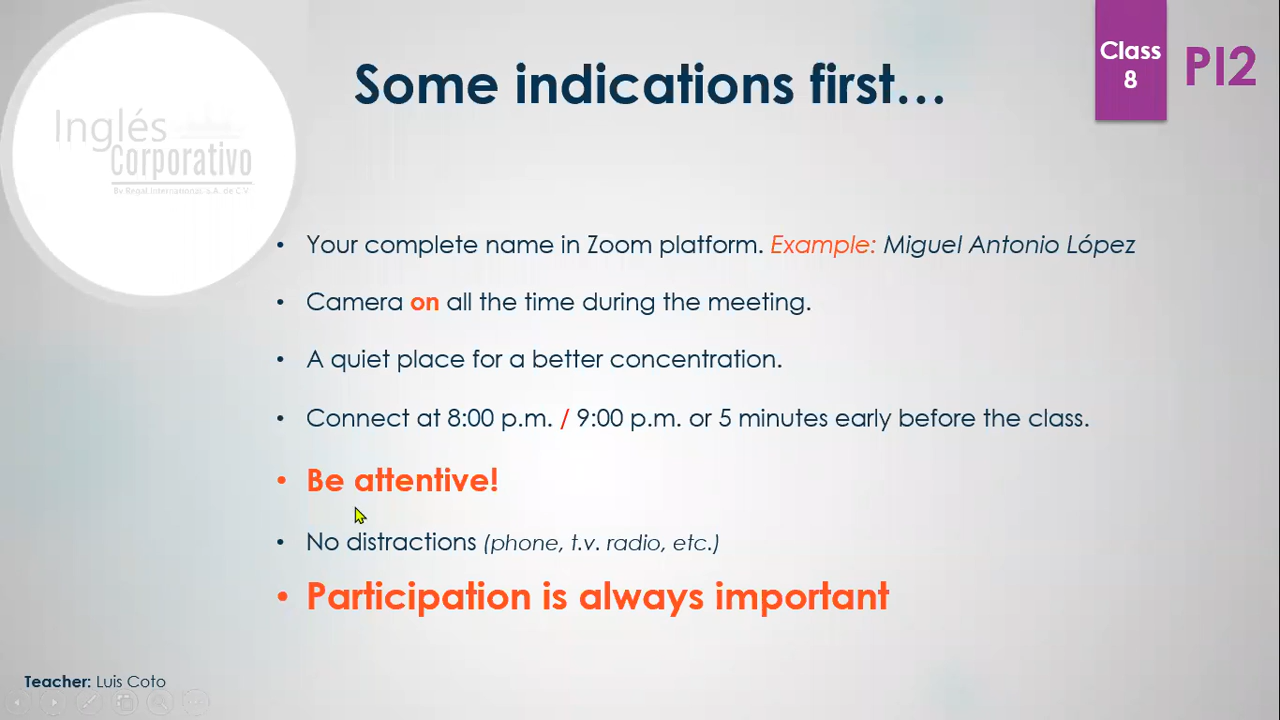 Inglés
Corporativo
By Regal International S.A. de C.V.
Some indications first…
Class
8
PI2
• Your complete name in Zoom platform. Example: Miguel Antonio López
• Camera on all the time during the meeting.
• A quiet place for a better concentration.
• Connect at 8:00 p.m. / 9:00 p.m. or 5 minutes early before the class.
• Be attentive!
• No distractions (phone, t.v. radio, etc.)
• Participation is always important
Teacher: Luis Coto